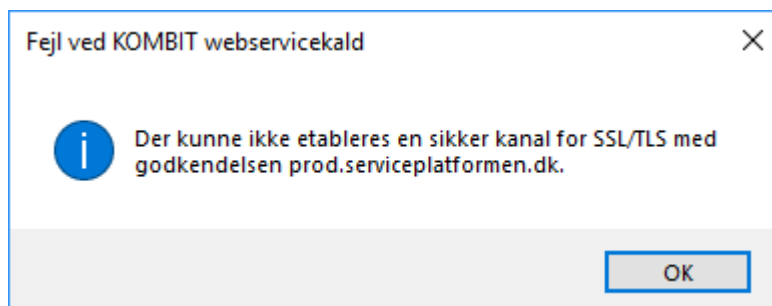 Fejl ved KOMBIT webservicekald
Der kunne ikke etableres en sikker kanal for SSL/TLS med
godkendelsen prod.serviceplatformen.dk.
OK